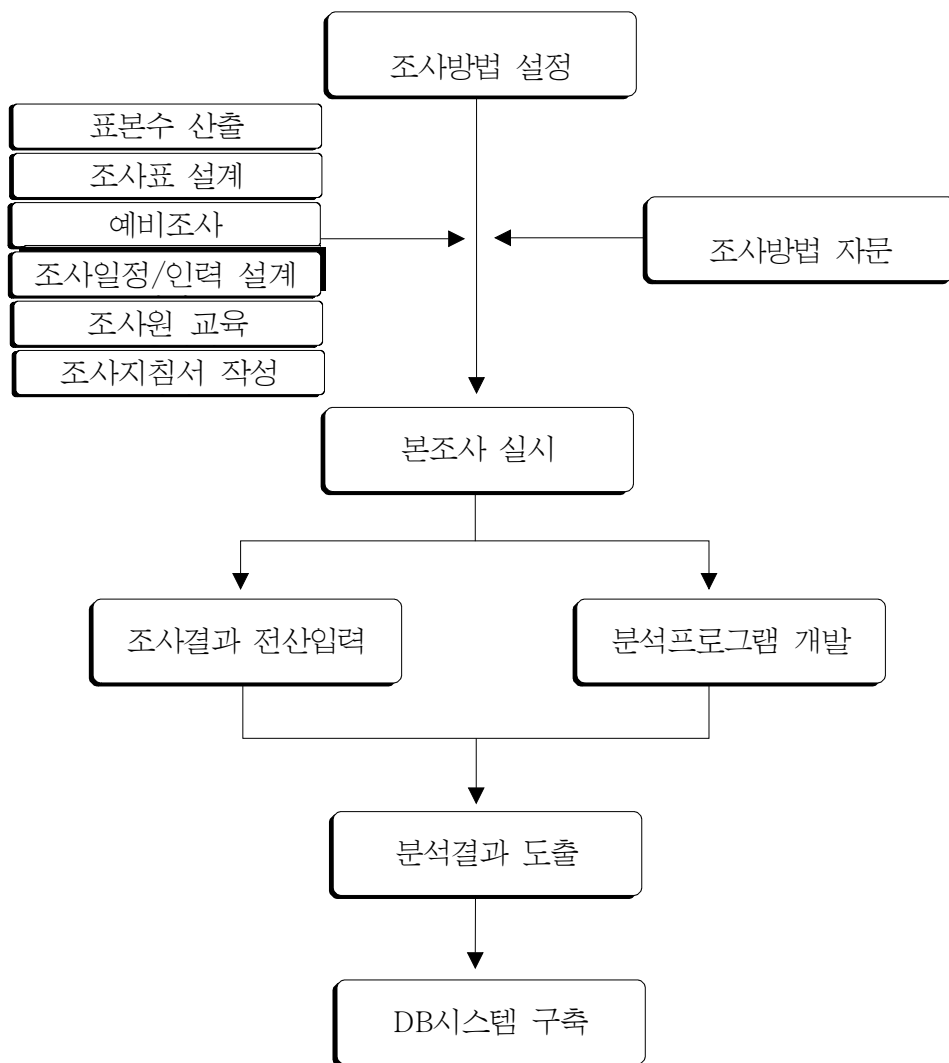 조사방법 설정
표본수 산출
조사표 설계
예비조사
조사일정/인력 설계
조사원 교육
조사지침서 작성
조사방법 자문
본조사 실시
조사결과 전산입력
분석프로그램 개발
분석결과 도출
DB시스템 구축